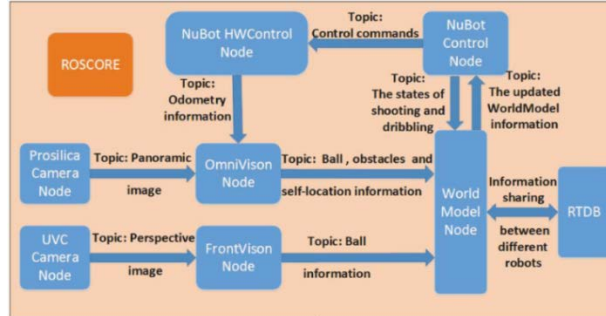 NuBot HWControl
Node
Topic:
Control commands
NuBot
Control
Node
ROSCORE
Topic:
Odometry
information
Topic:
The states of
shooting and
dribbling
Topic:
The updated
WorldModel
information
Prosilica
Camera
Node
Topic: Panoramic
image
OmniVison
Node
Topic: Ball , obstacles and
self-location information
World
Model
Node
Information
sharing
between
different
robots
RTDB
UVC
Camera
Node
Topic: Perspective
image
FrontVison
Node
Topic: Ball
information